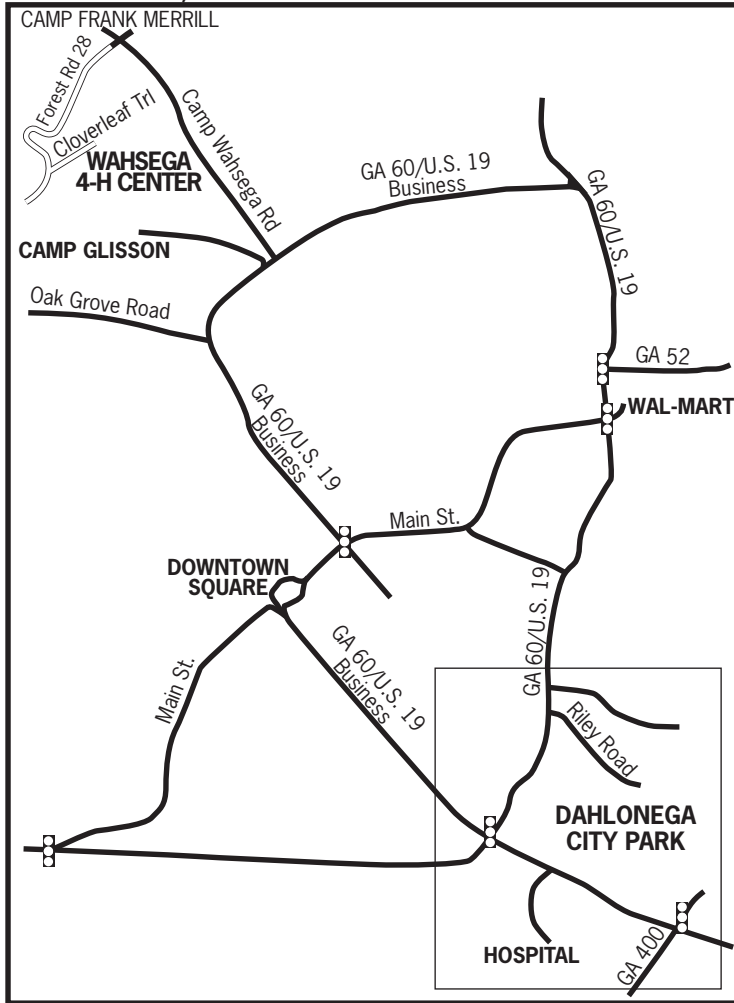 CAMP FRANK MERRILL
Forest Rd 28
Cloverleaf Trl
Camp Wahsega Rd
WAHSEGA
4-H CENTER
GA 60/U.S. 19
Business
GA 60/U.S. 19
CAMP GLISSON
Oak Grove Road
GA 52
WAL-MART
GA 60/U.S. 19
Business
Main St.
DOWNTOWN
SQUARE
GA 60/U.S. 19
GA 60/U.S. 19
Business
Main St.
Riley Road
DAHLONEGA
CITY PARK
HOSPITAL
GA 400